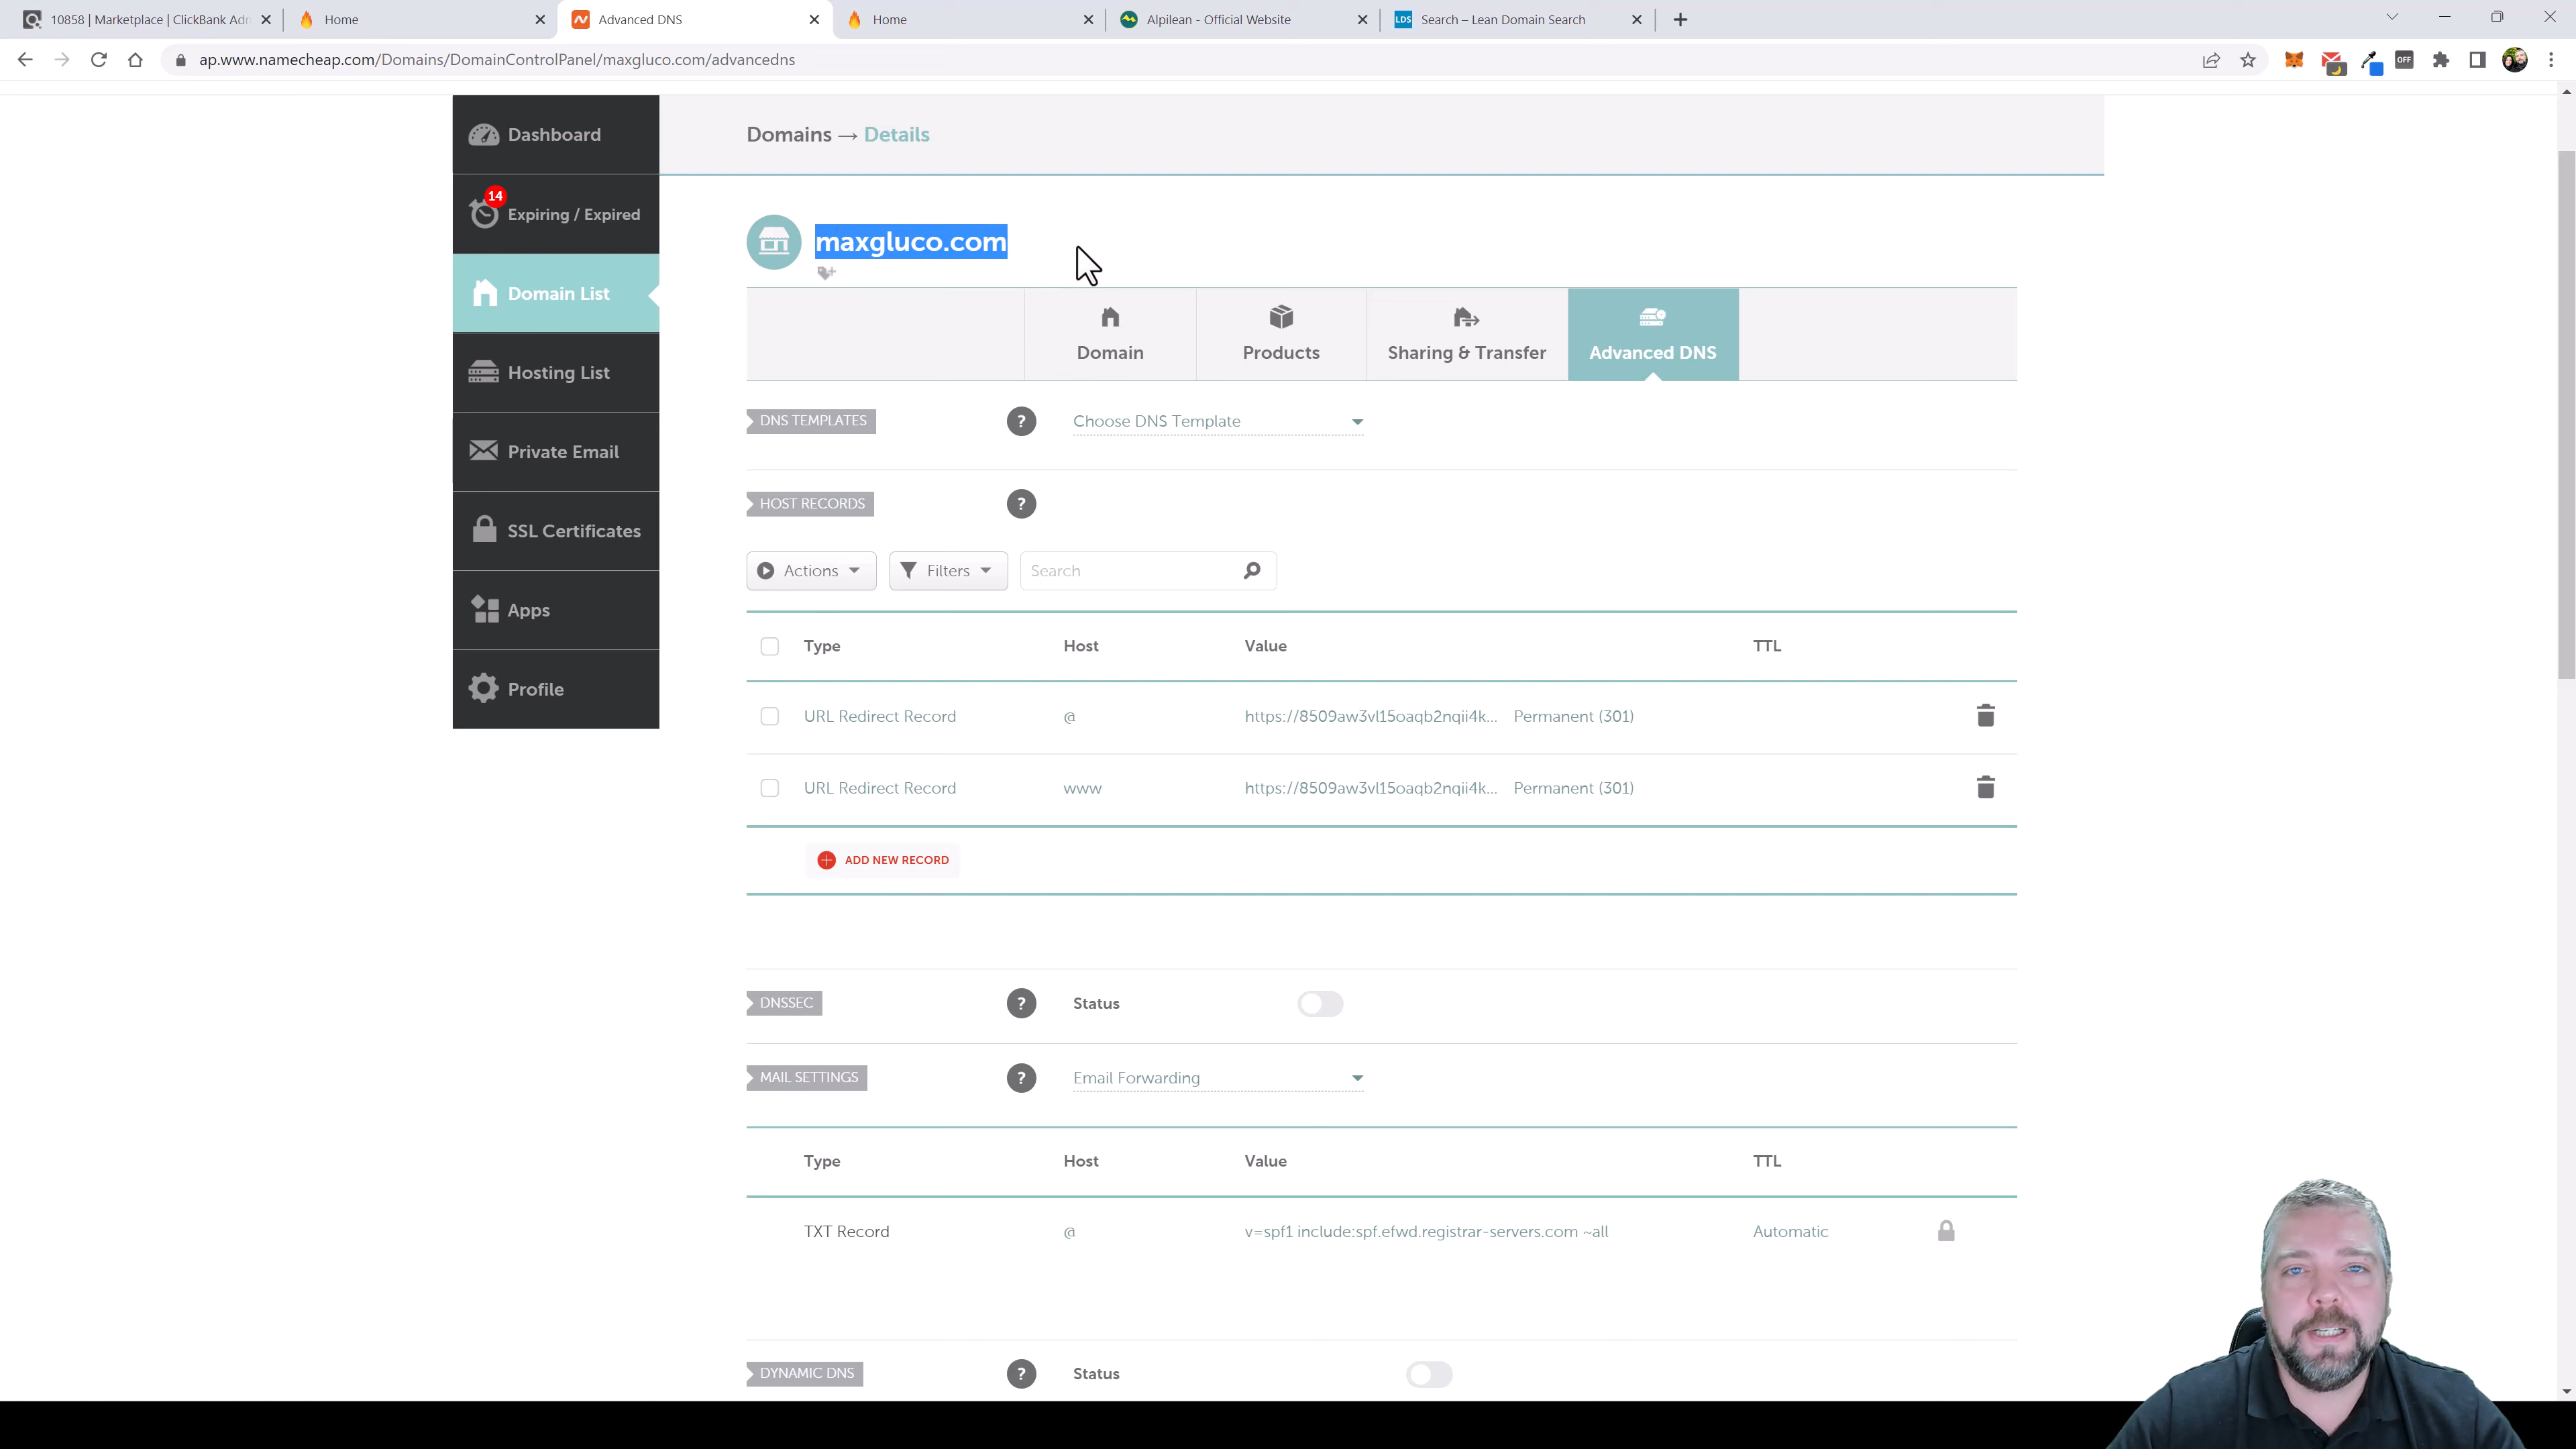 10858 | Marketplace | ClickBank Adn
Home
Advanced DNS
Home
Alpilean - Official Website
LDS
Search – Lean Domain Search
ap.www.namecheap.com/Domains/DomainControlPanel/maxgluco.com/advancedns
OFF
Dashboard
Domains → Details
14
Expiring / Expired
maxgluco.com
Domain List
Domain
Products
Sharing & Transfer
Advanced DNS
Hosting List
DNS TEMPLATES
?
Choose DNS Template
Private Email
HOST RECORDS
?
SSL Certificates
Actions
Filters
Search
Apps
Type
Host
Value
TTL
Profile
URL Redirect Record
@
https://8509aw3vl15oaqb2nqii4k...
Permanent (301)
URL Redirect Record
www
https://8509aw3vl15oaqb2nqii4k...
Permanent (301)
ADD NEW RECORD
DNSSEC
?
Status
MAIL SETTINGS
?
Email Forwarding
Type
Host
Value
TTL
TXT Record
@
v=spf1 include:spf.efwd.registrar-servers.com ~all
Automatic
DYNAMIC DNS
?
Status